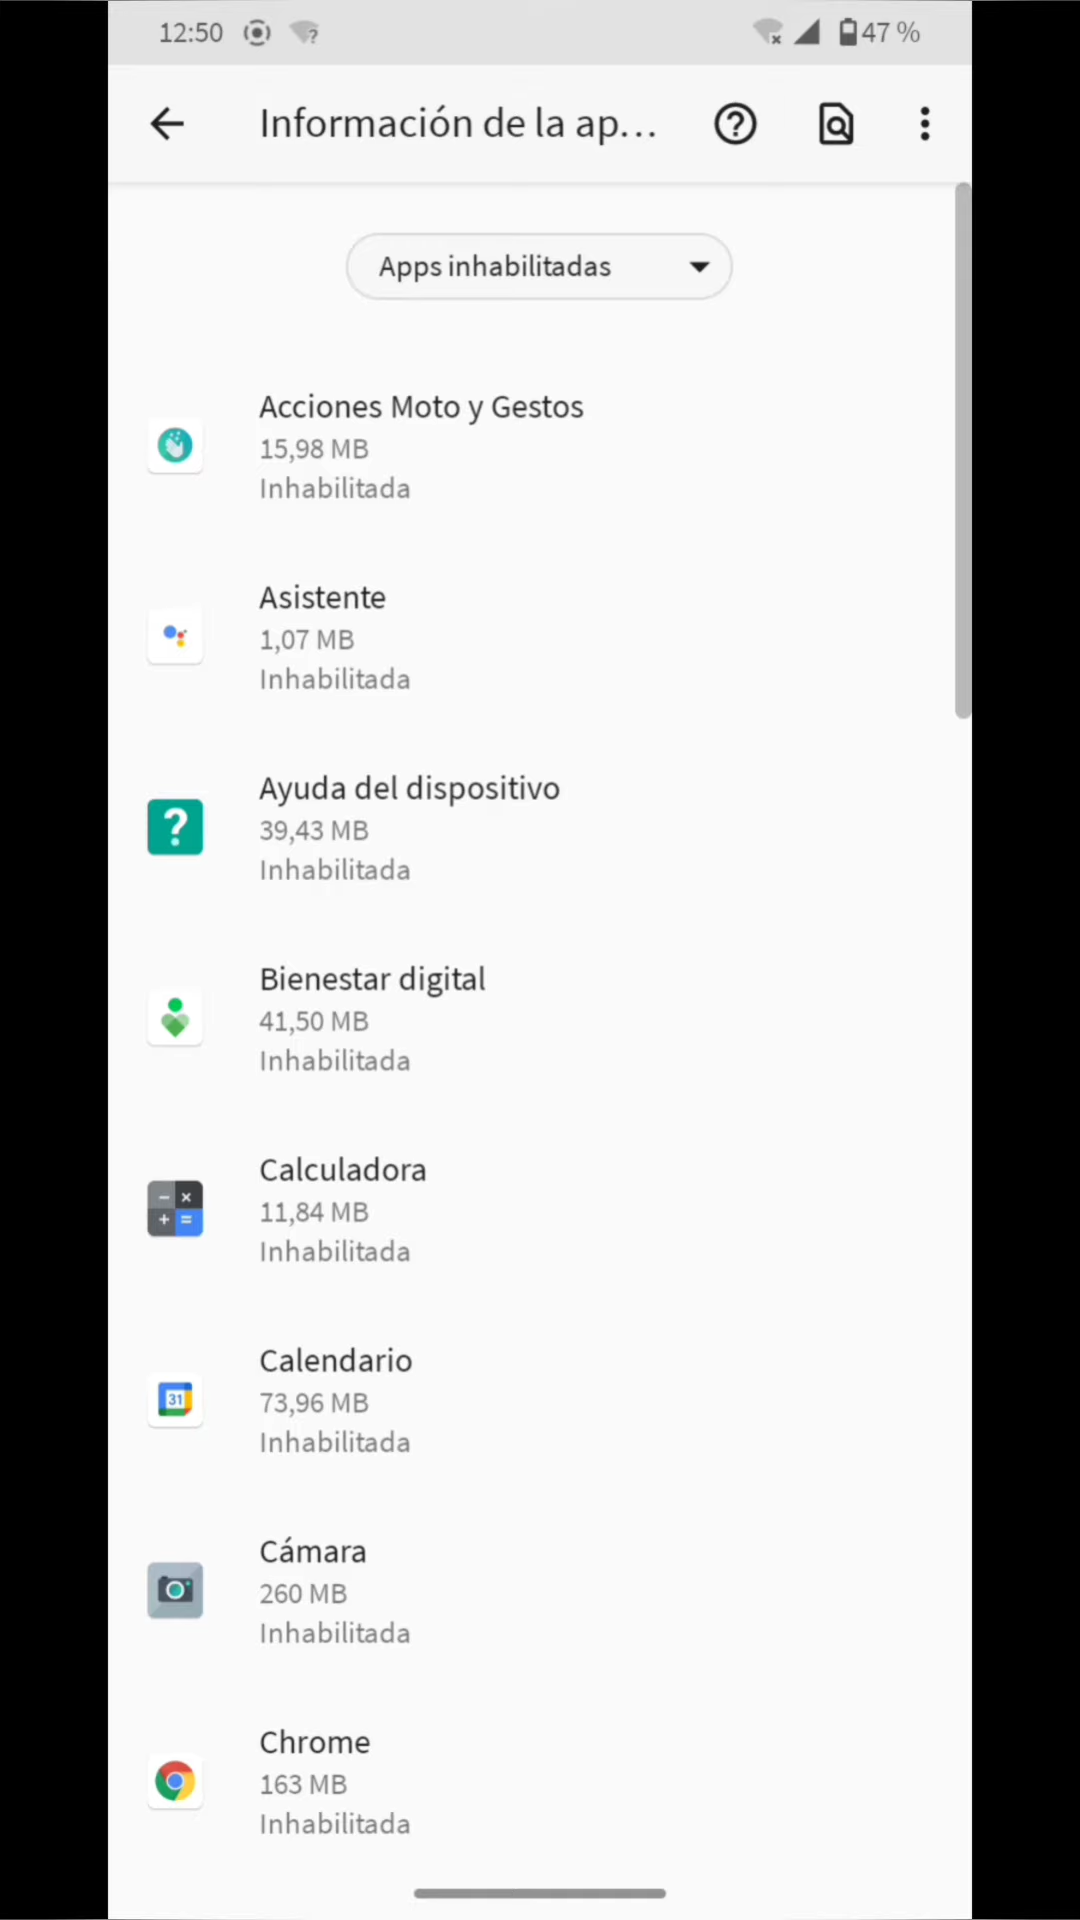 12:50
47 %
Información de la ap...
Apps inhabilitadas
Acciones Moto y Gestos
15,98 MB
Inhabilitada
Asistente
1,07 MB
Inhabilitada
Ayuda del dispositivo
39,43 MB
Inhabilitada
Bienestar digital
41,50 MB
Inhabilitada
Calculadora
11,84 MB
Inhabilitada
Calendario
73,96 MB
Inhabilitada
31
Cámara
260 MB
Inhabilitada
Chrome
163 MB
Inhabilitada